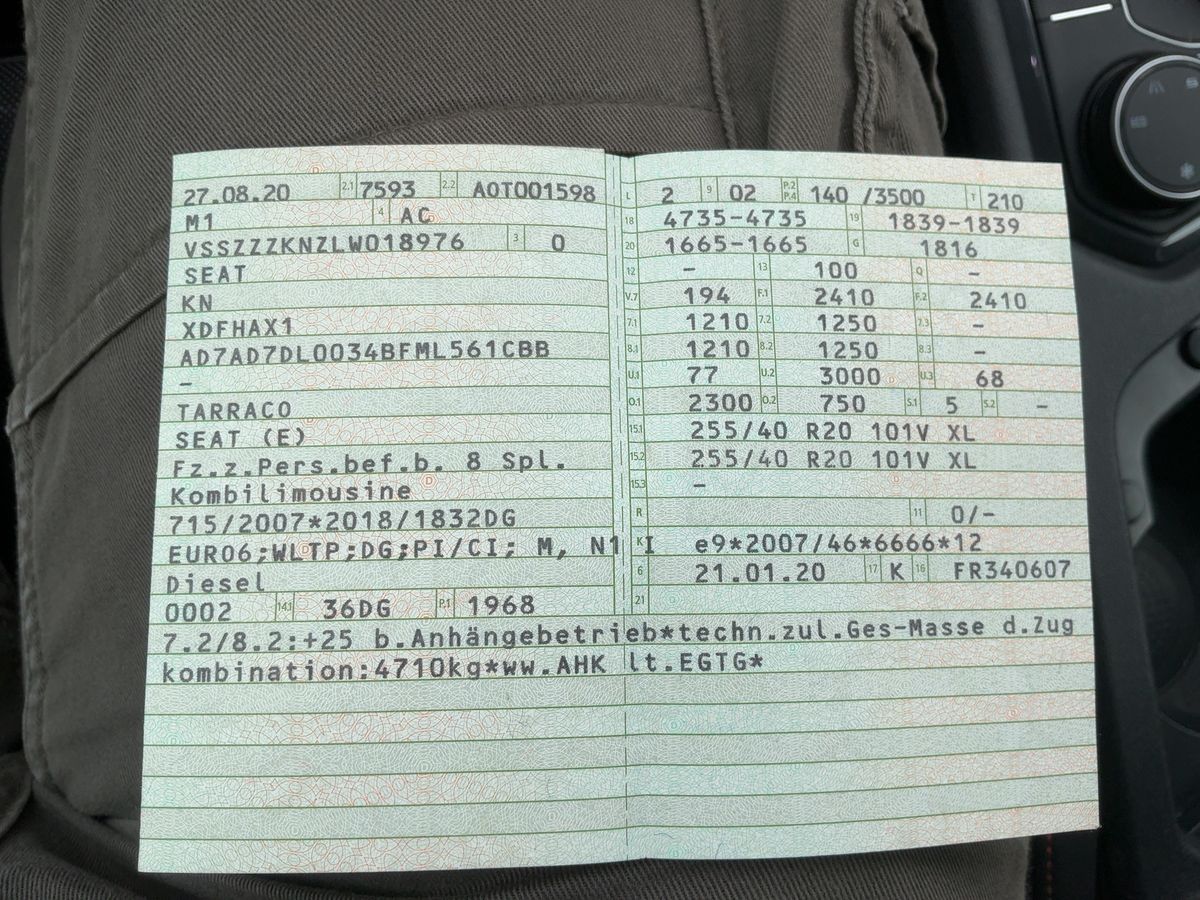 27.08.20 2.1 7593 2.2 A0T001598
M1 4 AC
VSSZZZKNZLW018976 3 0
SEAT
KN
XDFHAX1
AD7AD7DL0034BFML561CBB
–
TARRACO
SEAT (E)
Fz.z.Pers.bef.b. 8 Spl.
Kombilimousine
715/2007*2018/1832DG
EURO6;WLTP;DG;PI/CI; M, N1 I
Diesel
0002 14.1 36DG P.1 1968
L 2 9 02 P.2 P.4 140 /3500 T 210
18 4735-4735 19 1839-1839
20 1665-1665 G 1816
12 – 13 100 Q –
V.7 194 F.1 2410 F.2 2410
7.1 1210 7.2 1250 7.3 –
8.1 1210 8.2 1250 8.3 –
U.1 77 U.2 3000 U.3 68
O.1 2300 O.2 750 S.1 5 S.2 –
15.1 255/40 R20 101V XL
15.2 255/40 R20 101V XL
15.3 –
R 11 0/-
K e9*2007/46*6666*12
6 21.01.20 17 K 16 FR340607
21
7.2/8.2:+25 b.Anhängebetrieb*techn.zul.Ges-Masse d.Zug
kombination:4710kg*ww.AHK lt.EGTG*